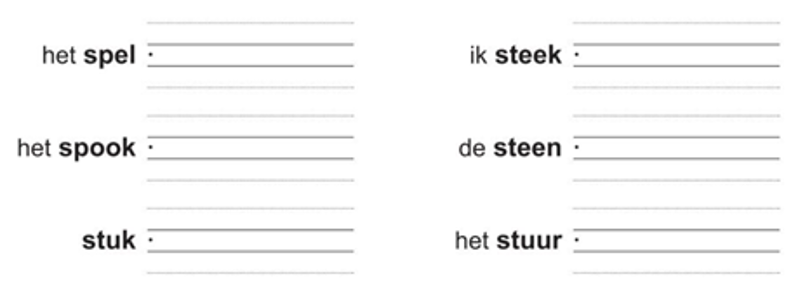 het spel
het spook
stuk
ik steek
de steen
het stuur